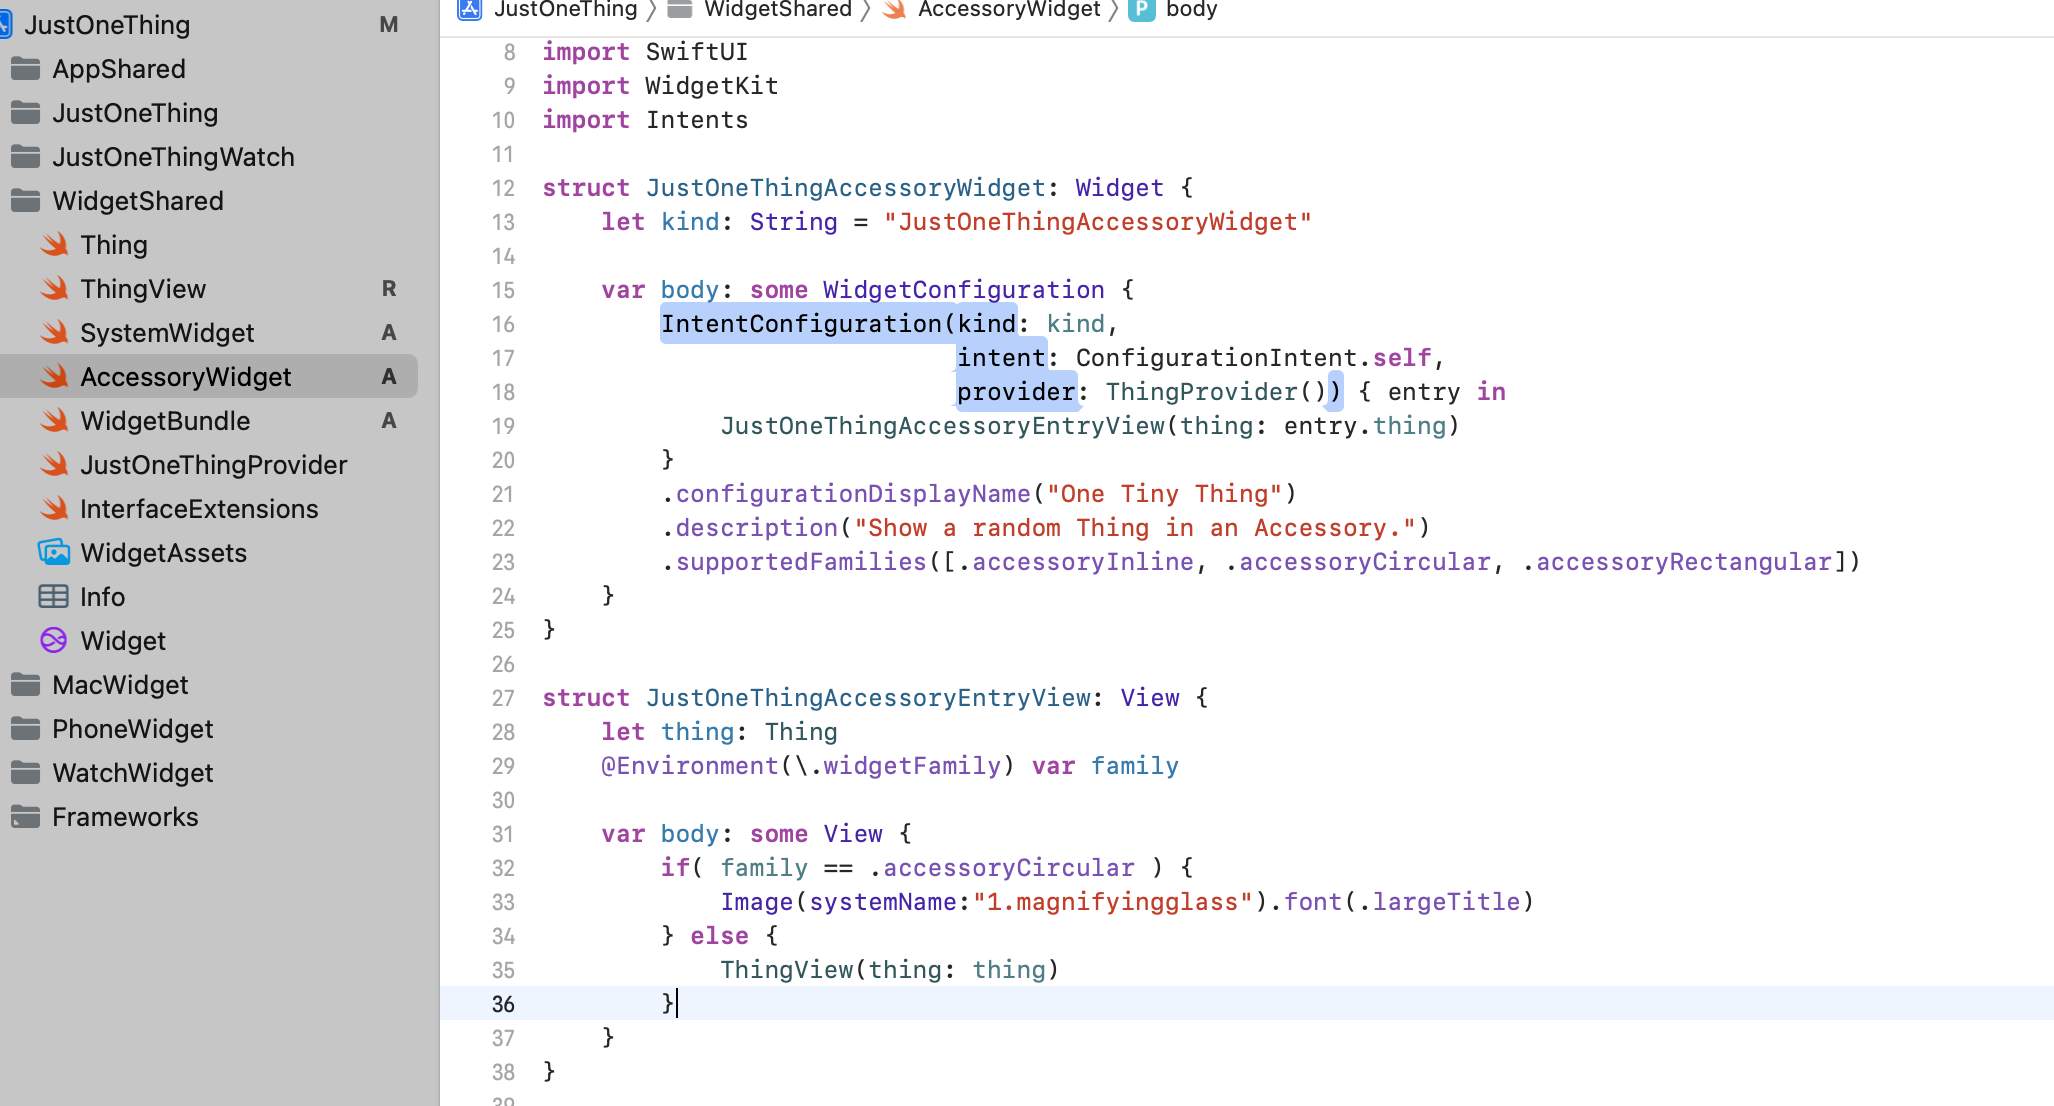 JustOneThing M
AppShared
JustOneThing
JustOneThingWatch
WidgetShared
Thing
ThingView R
SystemWidget A
AccessoryWidget A
WidgetBundle A
JustOneThingProvider
InterfaceExtensions
WidgetAssets
Info
Widget
MacWidget
PhoneWidget
WatchWidget
Frameworks
JustOneThing 〉 WidgetShared 〉 AccessoryWidget 〉 P body
8 import SwiftUI
9 import WidgetKit
10 import Intents
11
12 struct JustOneThingAccessoryWidget: Widget {
13     let kind: String = "JustOneThingAccessoryWidget"
14
15     var body: some WidgetConfiguration {
16         IntentConfiguration(kind: kind,
17                             intent: ConfigurationIntent.self,
18                             provider: ThingProvider()) { entry in
19             JustOneThingAccessoryEntryView(thing: entry.thing)
20         }
21         .configurationDisplayName("One Tiny Thing")
22         .description("Show a random Thing in an Accessory.")
23         .supportedFamilies([.accessoryInline, .accessoryCircular, .accessoryRectangular])
24     }
25 }
26
27 struct JustOneThingAccessoryEntryView: View {
28     let thing: Thing
29     @Environment(\.widgetFamily) var family
30
31     var body: some View {
32         if( family == .accessoryCircular ) {
33             Image(systemName:"1.magnifyingglass").font(.largeTitle)
34         } else {
35             ThingView(thing: thing)
36         }
37     }
38 }
39